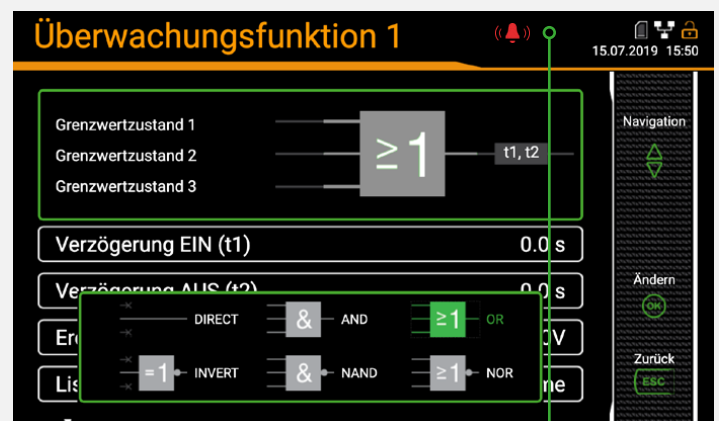 Überwachungsfunktion 1
15.07.2019 15:50
Grenzwertzustand 1
Grenzwertzustand 2
Grenzwertzustand 3
≥1
t1, t2
Navigation
Verzögerung EIN (t1) 0.0 s
Verzögerung AUS (t2) 0.0 s
Ändern
OK
DIRECT
& AND
≥1 OR
=1 INVERT
& NAND
≥1 NOR
Zurück
ESC